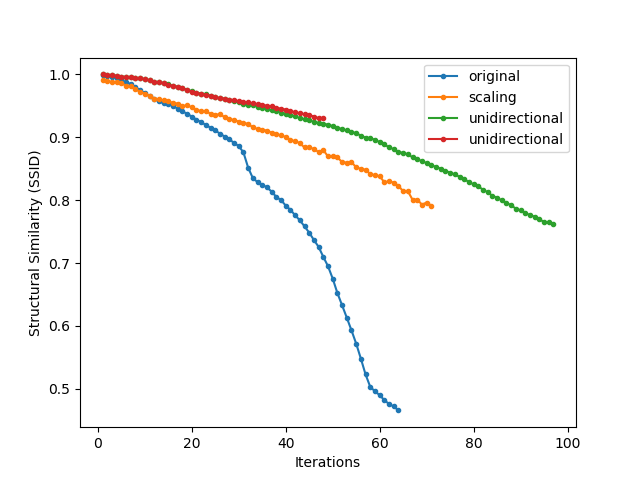 original
scaling
unidirectional
unidirectional
1.0
0.9
0.8
0.7
0.6
0.5
Structural Similarity (SSID)
0 20 40 60 80 100
Iterations